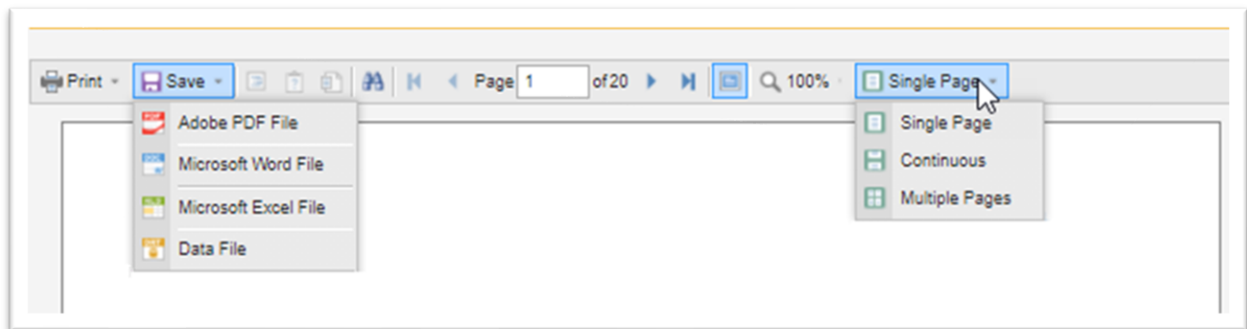 Print Save Page 1 of 20 100% Single Page
Adobe PDF File
Microsoft Word File
Microsoft Excel File
Data File
Single Page
Continuous
Multiple Pages